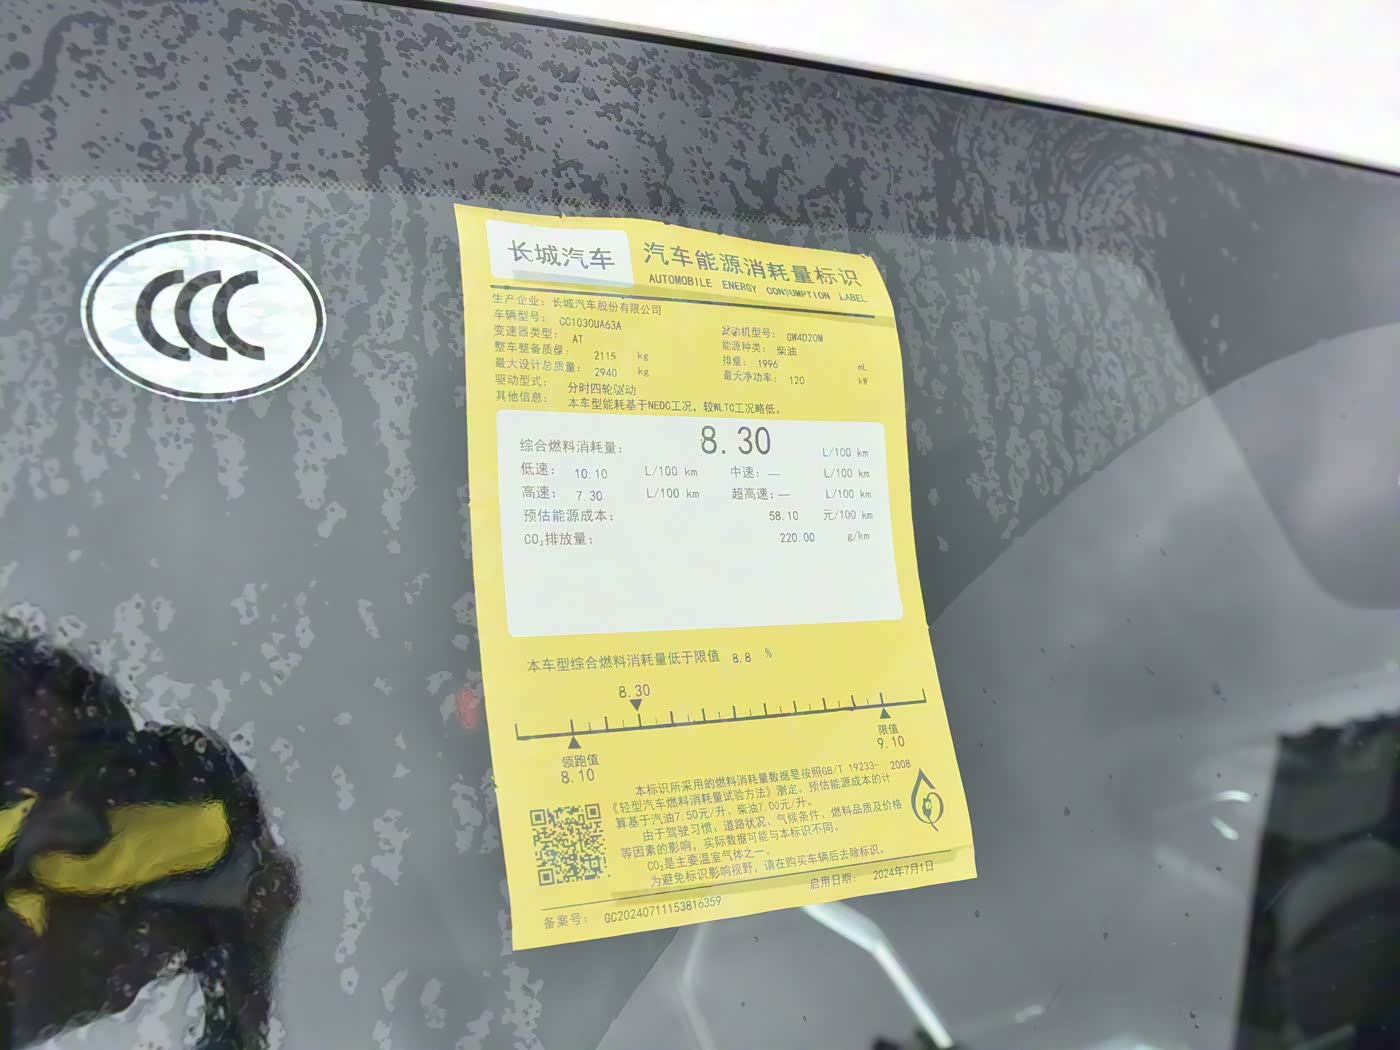 CCC
长城汽车 汽车能源消耗量标识
AUTOMOBILE ENERGY CONSUMPTION LABEL
生产企业：长城汽车股份有限公司
车辆型号： CC1030UA63A 发动机型号： GW4D20M
变速器类型： AT 能源种类： 柴油
整车整备质量： 2115 kg 排量： 1996 mL
最大设计总质量： 2940 kg 最大净功率： 120 kW
驱动型式： 分时四轮驱动
其他信息： 本车型能耗基于NEDC工况，较WLTC工况略低。
综合燃料消耗量： 8.30 L/100 km
低速： 10.10 L/100 km 中速：— L/100 km
高速： 7.30 L/100 km 超高速：— L/100 km
预估能源成本： 58.10 元/100 km
CO₂排放量： 220.00 g/km
本车型综合燃料消耗量低于限值 8.8 %
8.30
领跑值 限值
8.10 9.10
本标识所采用的燃料消耗量数据是按照GB/T 19233- 2008
《轻型汽车燃料消耗量试验方法》测定。预估能源成本的计
算基于汽油7.50元/升、柴油7.00元/升。
由于驾驶习惯、道路状况、气候条件、燃料品质及价格
等因素的影响，实际数据可能与本标识不同。
CO₂是主要温室气体之一。
为避免标识影响视野，请在购买车辆后去除标识。
备案号： GC20240711153816359 启用日期： 2024年7月1日